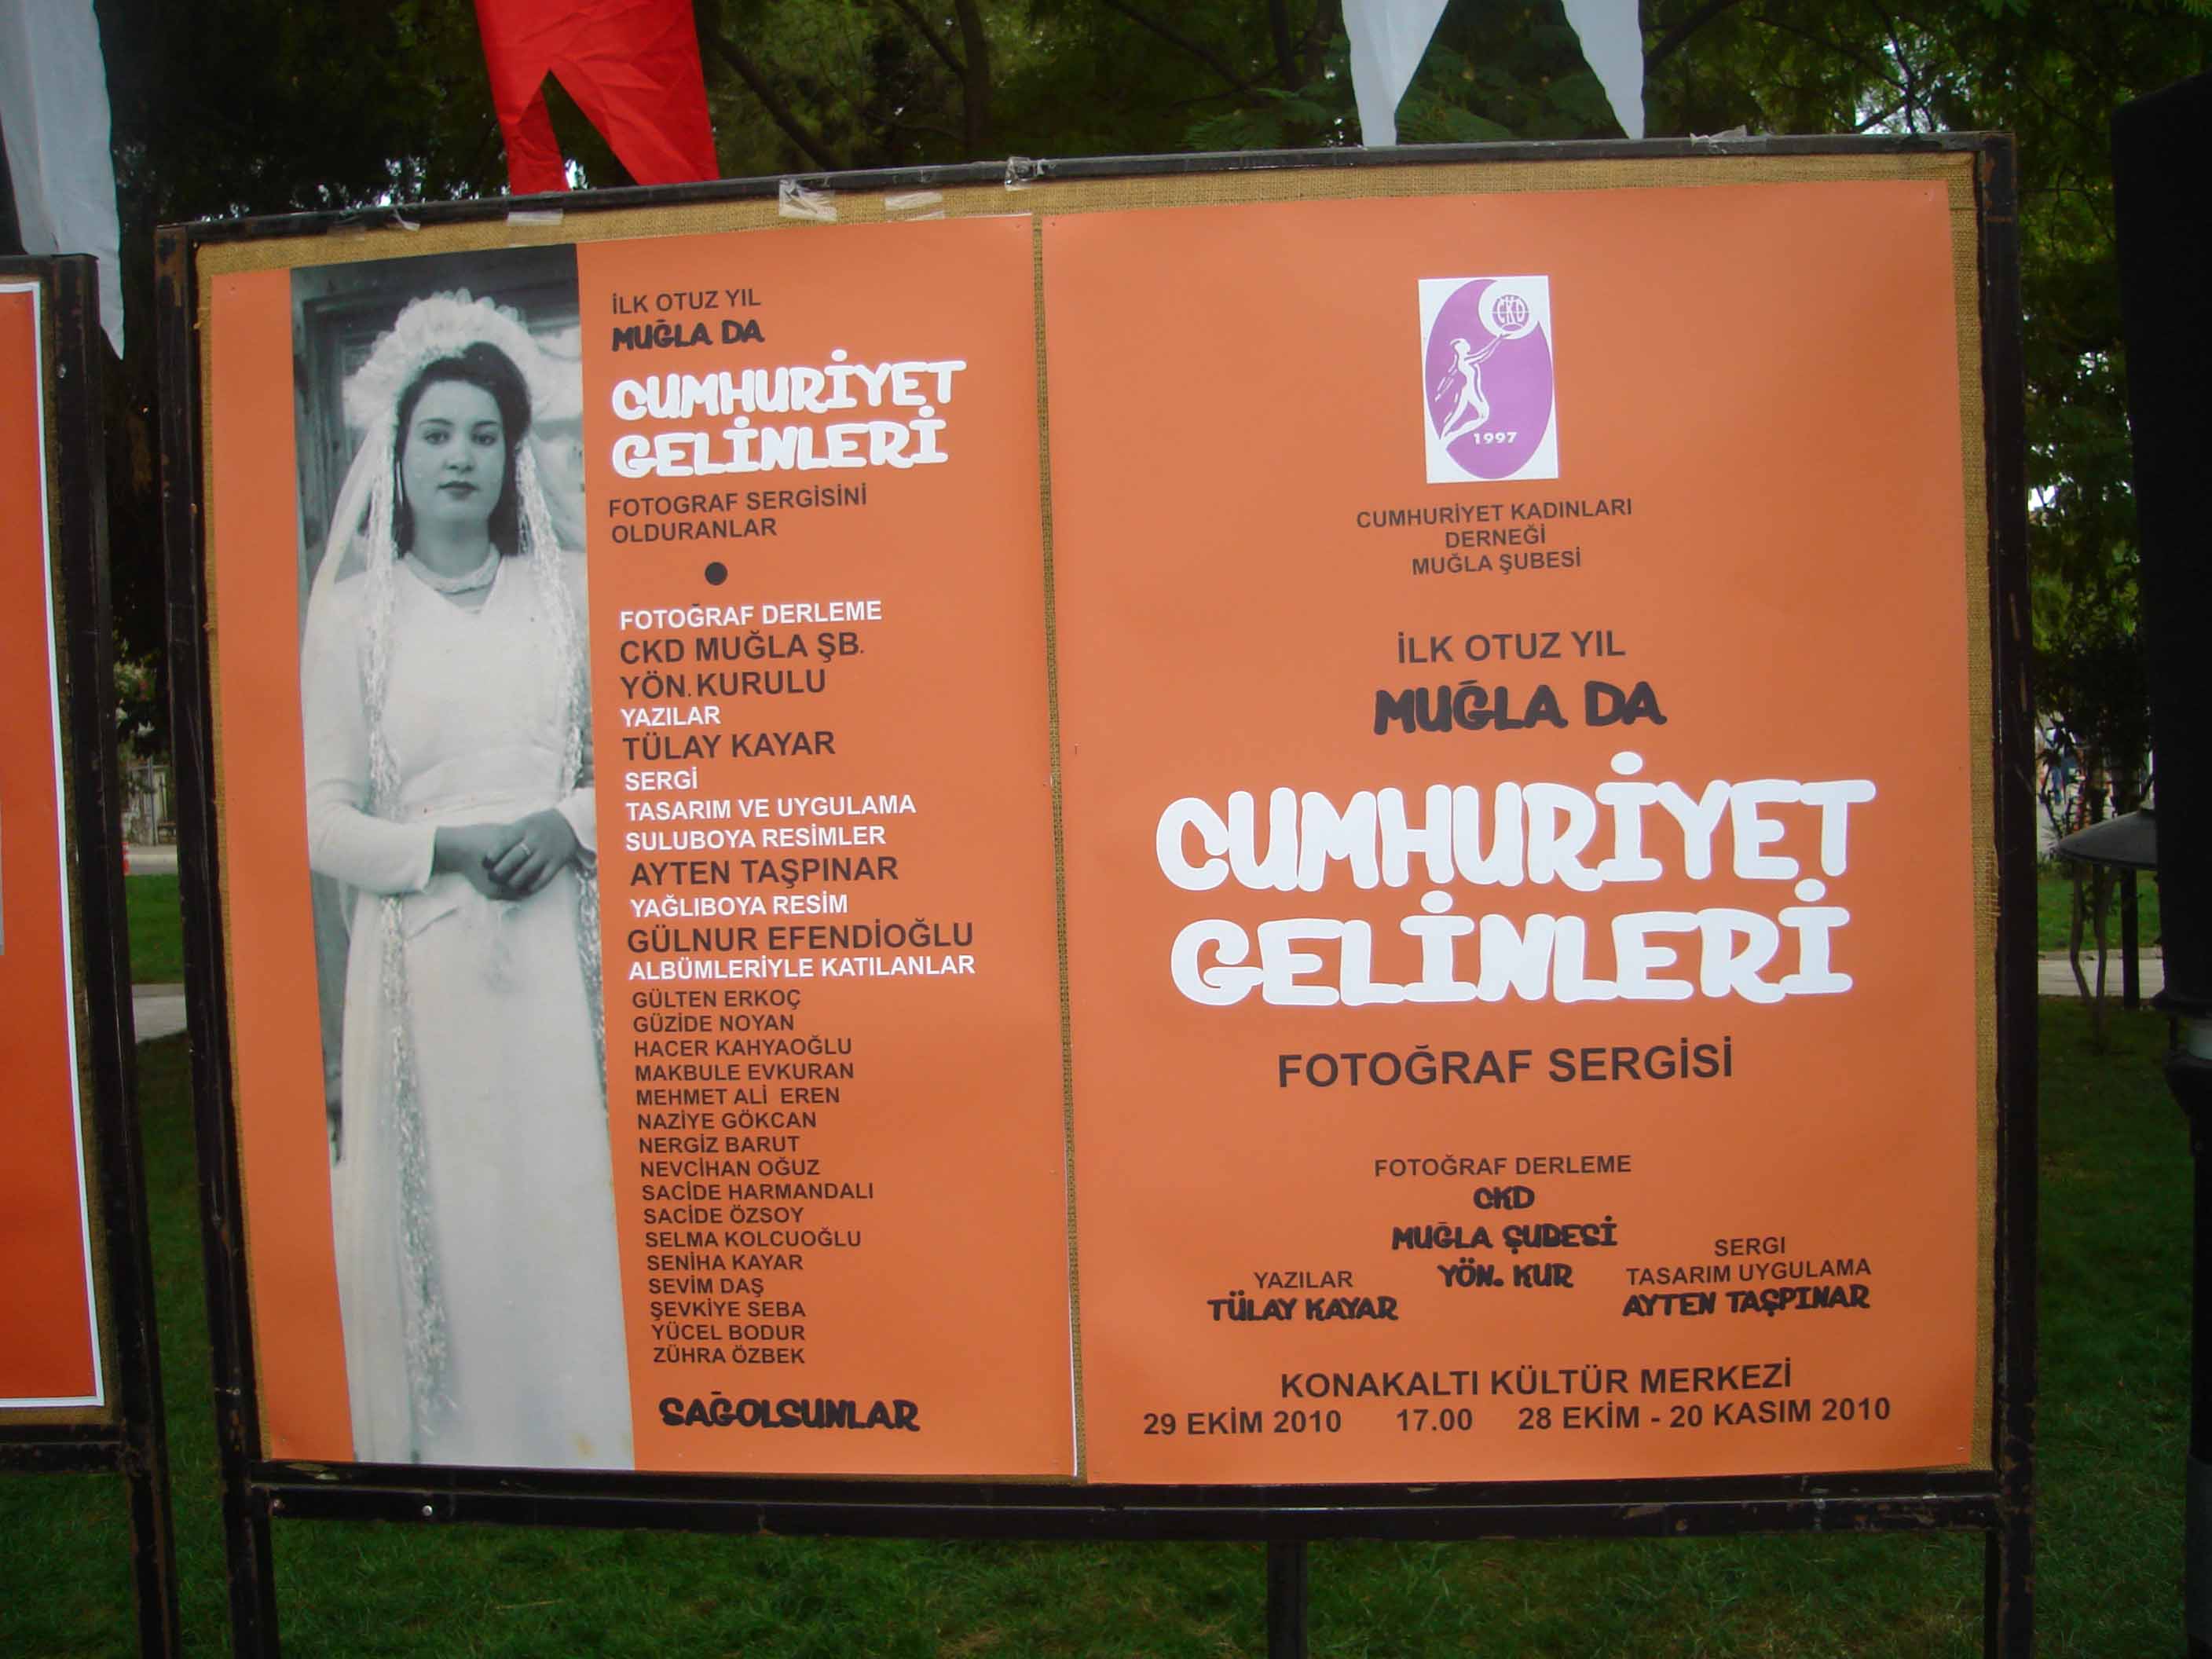 İLK OTUZ YIL
MUĞLA DA
CUMHURİYET
GELİNLERİ
FOTOGRAF SERGİSİNİ
OLDURANLAR
FOTOĞRAF DERLEME
CKD MUĞLA ŞB.
YÖN. KURULU
YAZILAR
TÜLAY KAYAR
SERGİ
TASARIM VE UYGULAMA
SULUBOYA RESİMLER
AYTEN TAŞPINAR
YAĞLIBOYA RESİM
GÜLNUR EFENDİOĞLU
ALBÜMLERİYLE KATILANLAR
GÜLTEN ERKOÇ
GÜZİDE NOYAN
HACER KAHYAOĞLU
MAKBULE EVKURAN
MEHMET ALİ EREN
NAZİYE GÖKCAN
NERGİZ BARUT
NEVCİHAN OĞUZ
SACİDE HARMANDALI
SACİDE ÖZSOY
SELMA KOLCUOĞLU
SENİHA KAYAR
SEVİM DAŞ
ŞEVKİYE SEBA
YÜCEL BODUR
ZÜHRA ÖZBEK
SAĞOLSUNLAR
CKD
1997
CUMHURİYET KADINLARI
DERNEĞİ
MUĞLA ŞUBESİ
İLK OTUZ YIL
MUĞLA DA
CUMHURİYET
GELİNLERİ
FOTOĞRAF SERGİSİ
FOTOĞRAF DERLEME
CKD
MUĞLA ŞUBESİ
YÖN. KUR
YAZILAR
TÜLAY KAYAR
SERGI
TASARIM UYGULAMA
AYTEN TAŞPINAR
KONAKALTI KÜLTÜR MERKEZİ
29 EKİM 2010 17.00 28 EKİM - 20 KASIM 2010